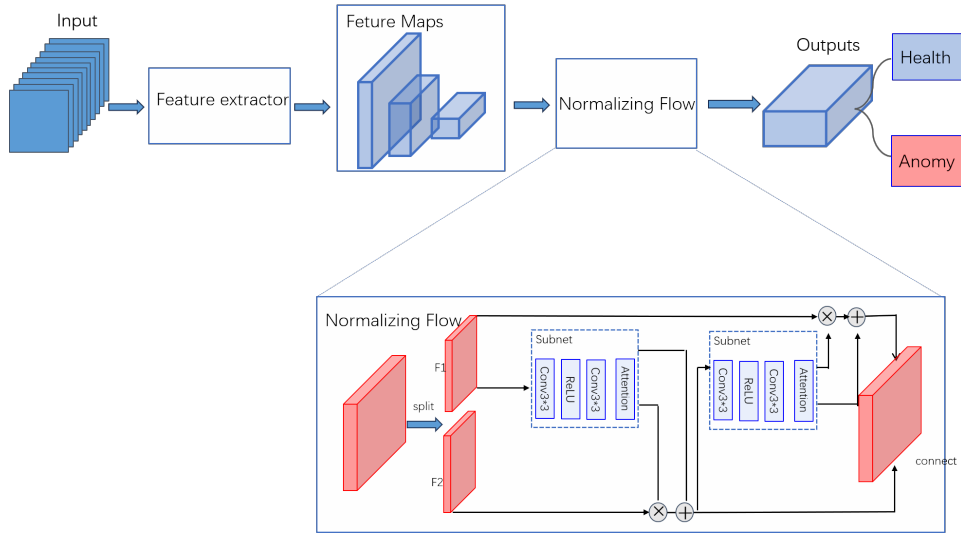 Input
Feature extractor
Feture Maps
Normalizing Flow
Outputs
Health
Anomy
Normalizing Flow
F1
split
F2
Subnet
Conv3*3
ReLU
Conv3*3
Attention
Subnet
Conv3*3
ReLU
Conv3*3
Attention
connect